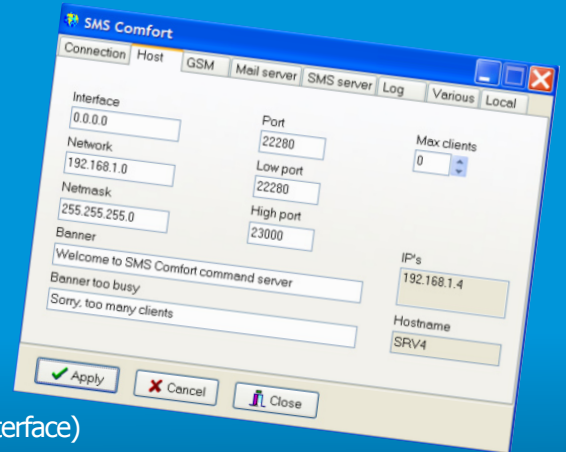 SMS Comfort
Connection Host GSM Mail server SMS server Log Various Local
Interface
0.0.0.0
Network
192.168.1.0
Netmask
255.255.255.0
Port
22280
Low port
22280
High port
23000
Max clients
0
Banner
Welcome to SMS Comfort command server
Banner too busy
Sorry, too many clients
IP's
192.168.1.4
Hostname
SRV4
Apply Cancel Close
terface)